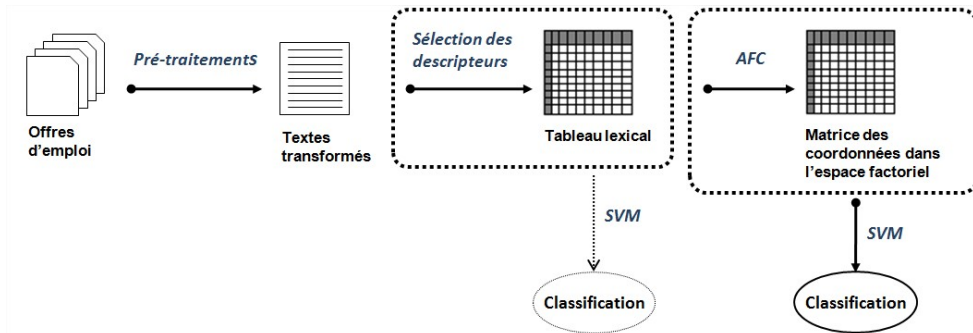 Pré-traitements
Offres
d'emploi
Textes
transformés
Sélection des
descripteurs
Tableau lexical
AFC
Matrice des
coordonnées dans
l'espace factoriel
SVM
Classification
SVM
Classification